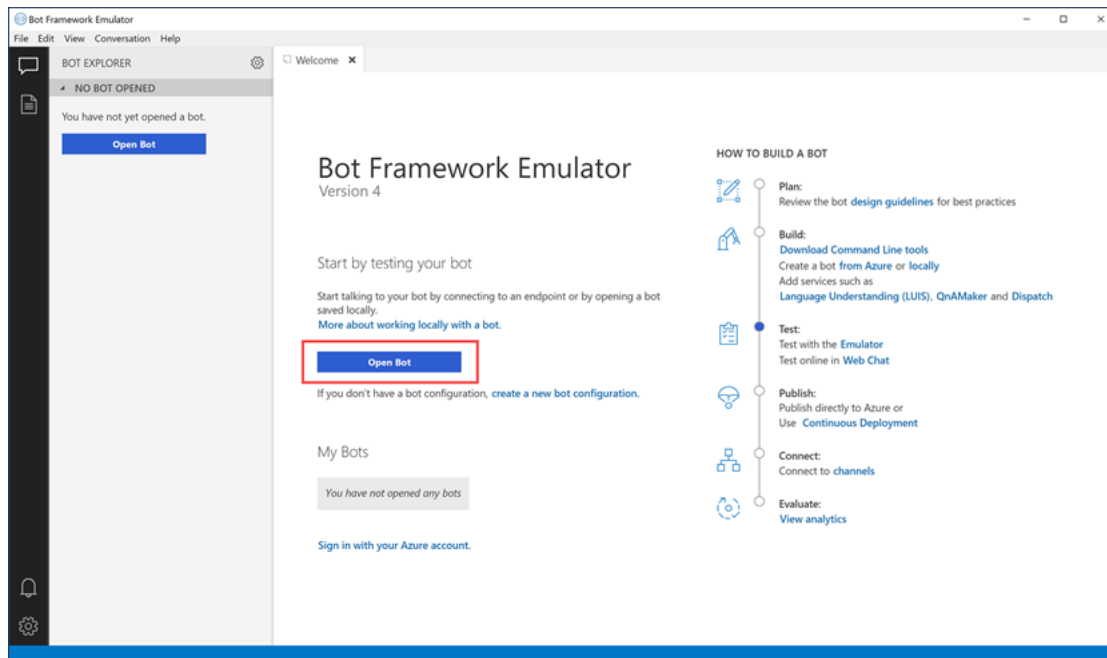 Bot Framework Emulator
File Edit View Conversation Help
BOT EXPLORER
NO BOT OPENED
You have not yet opened a bot.
Open Bot
Welcome
Bot Framework Emulator
Version 4
Start by testing your bot
Start talking to your bot by connecting to an endpoint or by opening a bot
saved locally.
More about working locally with a bot.
Open Bot
If you don't have a bot configuration, create a new bot configuration.
My Bots
You have not opened any bots
Sign in with your Azure account.
HOW TO BUILD A BOT
Plan:
Review the bot design guidelines for best practices
Build:
Download Command Line tools
Create a bot from Azure or locally
Add services such as
Language Understanding (LUIS), QnAMaker and Dispatch
Test:
Test with the Emulator
Test online in Web Chat
Publish:
Publish directly to Azure or
Use Continuous Deployment
Connect:
Connect to channels
Evaluate:
View analytics